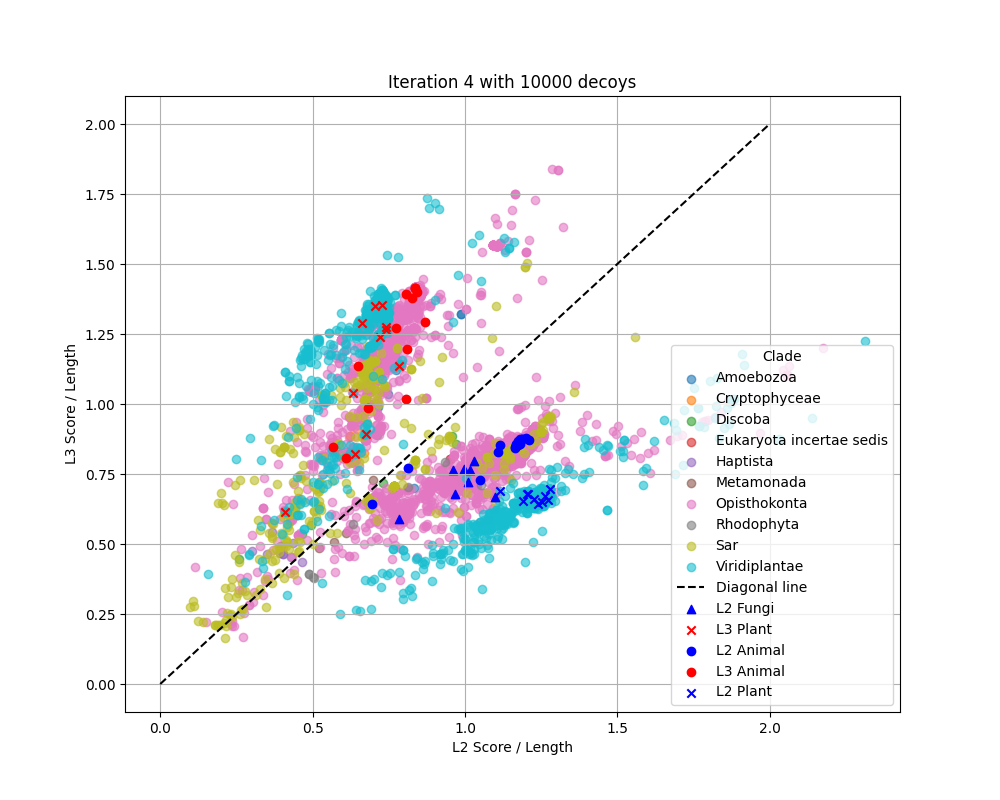 Iteration 4 with 10000 decoys
L3 Score / Length
2.00
1.75
1.50
1.25
1.00
0.75
0.50
0.25
0.00
0.0
0.5
1.0
1.5
2.0
L2 Score / Length
Clade
Amoebozoa
Cryptophyceae
Discoba
Eukaryota incertae sedis
Haptista
Metamonada
Opisthokonta
Rhodophyta
Sar
Viridiplantae
Diagonal line
L2 Fungi
L3 Plant
L2 Animal
L3 Animal
L2 Plant